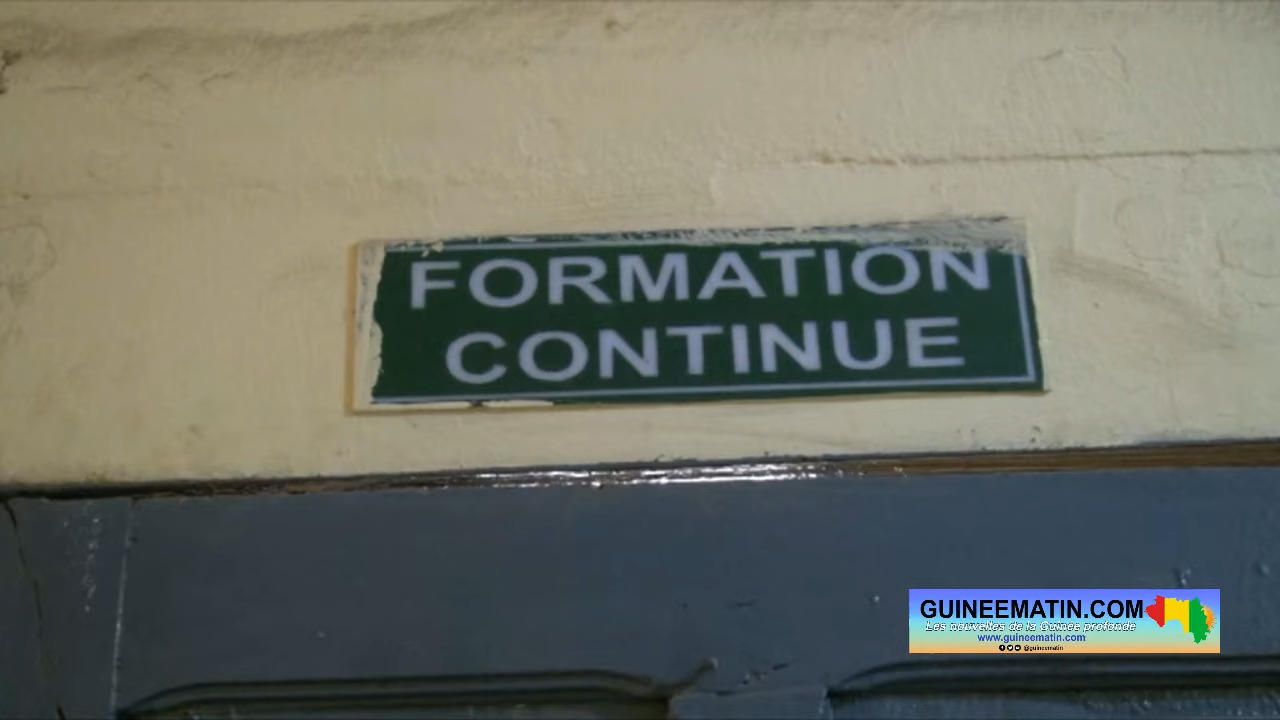 FORMATION
CONTINUE
GUINEEMATIN.COM
Les nouvelles de la Guinée profonde
www.guineematin.com
@guineematin